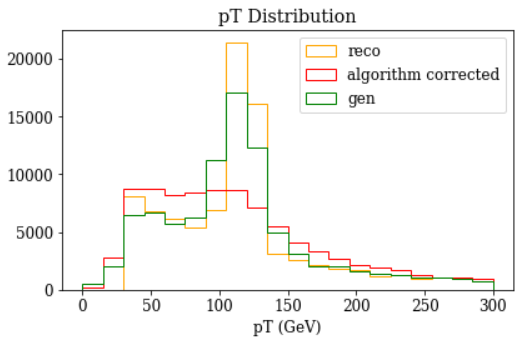 pT Distribution
reco
algorithm corrected
gen
20000
15000
10000
5000
0
0 50 100 150 200 250 300
pT (GeV)